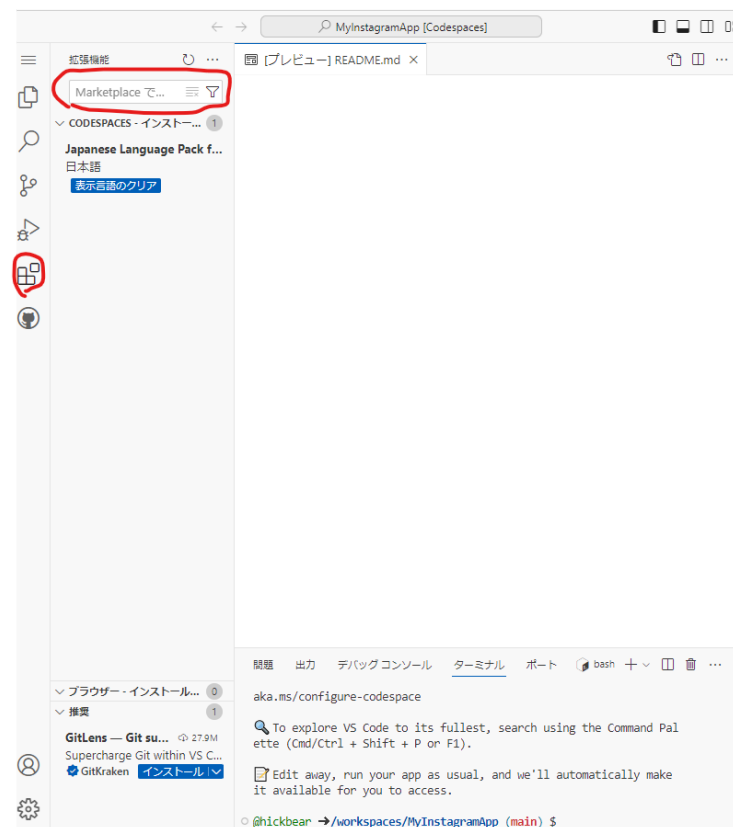 MyInstagramApp [Codespaces]
拡張機能
[プレビュー] README.md
Marketplace で...
CODESPACES - インストー... 1
Japanese Language Pack f...
日本語
表示言語のクリア
ブラウザー - インストール... 0
推奨 1
GitLens — Git su... 27.9M
Supercharge Git within VS C...
GitKraken インストール
問題 出力 デバッグ コンソール ターミナル ポート bash
aka.ms/configure-codespace
To explore VS Code to its fullest, search using the Command Pal
ette (Cmd/Ctrl + Shift + P or F1).
Edit away, run your app as usual, and we'll automatically make
it available for you to access.
@hickbear ➜/workspaces/MyInstagramApp (main) $